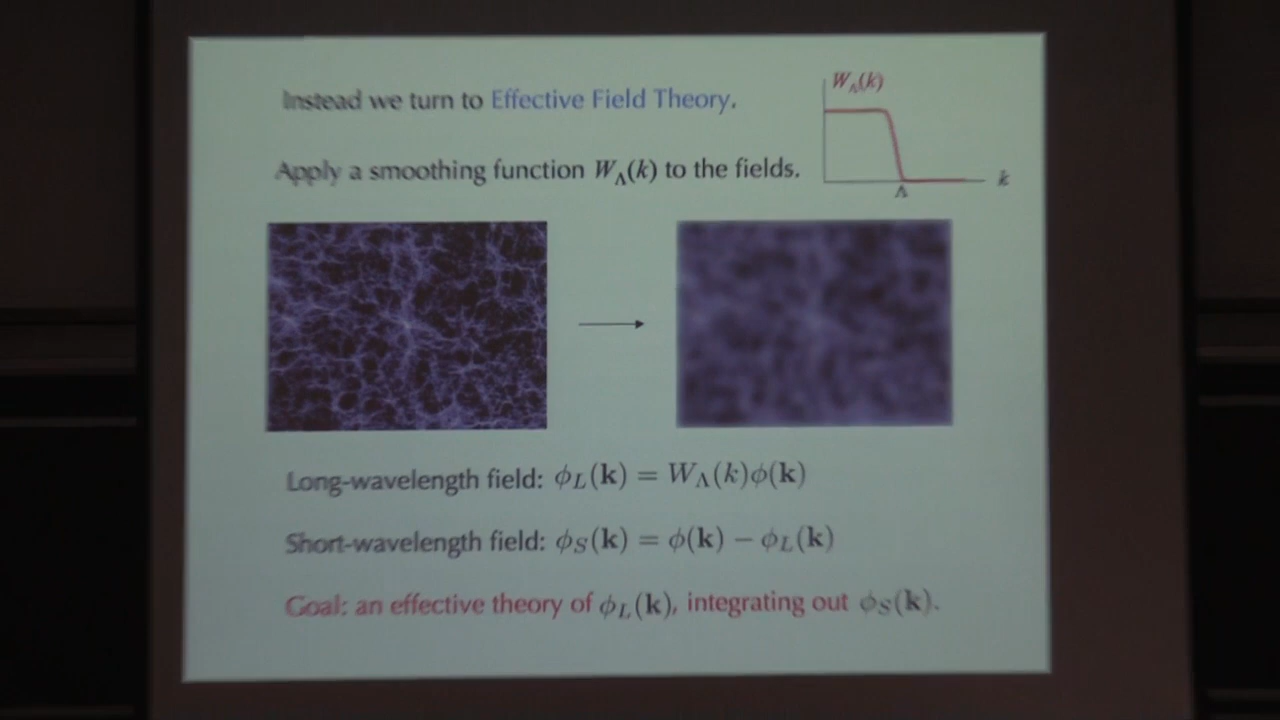 Instead we turn to Effective Field Theory.
W_Λ(k)
Apply a smoothing function W_Λ(k) to the fields.
k
Λ
Long-wavelength field: ϕ_L(𝐤) = W_Λ(k)ϕ(𝐤)
Short-wavelength field: ϕ_S(𝐤) = ϕ(𝐤) − ϕ_L(𝐤)
Goal: an effective theory of ϕ_L(𝐤), integrating out ϕ_S(𝐤).